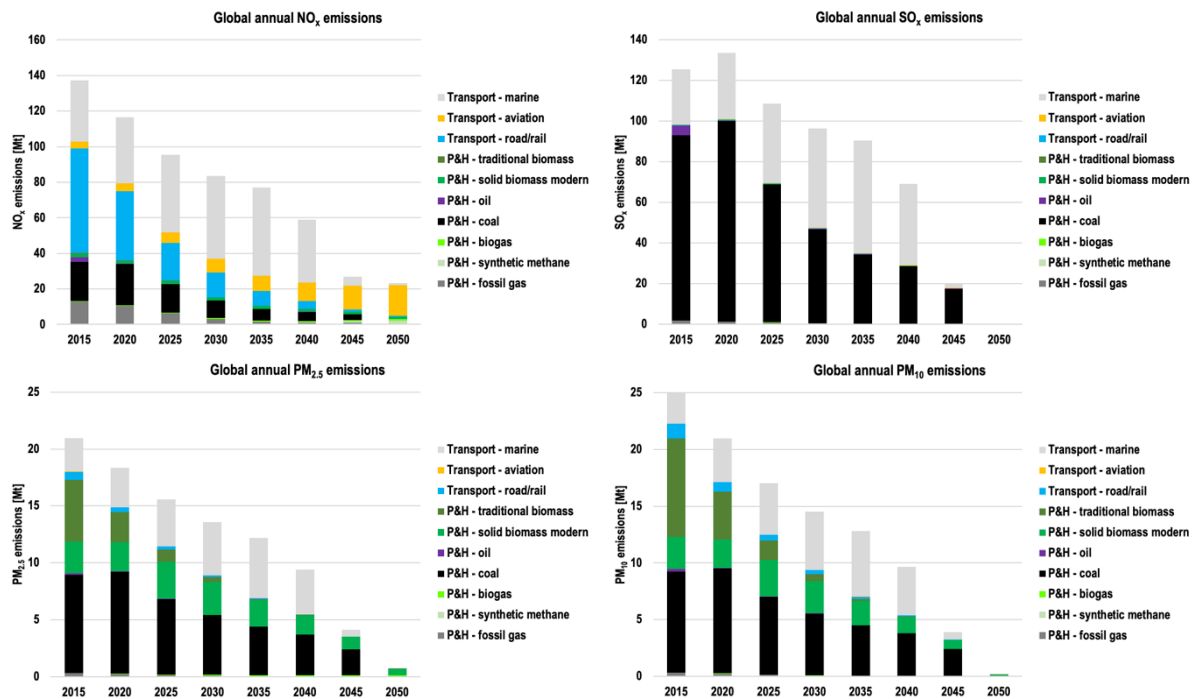 Global annual NOx emissions
NOx emissions [Mt]
160
140
120
100
80
60
40
20
0
2015 2020 2025 2030 2035 2040 2045 2050
Transport - marine
Transport - aviation
Transport - road/rail
P&H - traditional biomass
P&H - solid biomass modern
P&H - oil
P&H - coal
P&H - biogas
P&H - synthetic methane
P&H - fossil gas
Global annual SOx emissions
SOx emissions [Mt]
140
120
100
80
60
40
20
0
2015 2020 2025 2030 2035 2040 2045 2050
Transport - marine
Transport - aviation
Transport - road/rail
P&H - traditional biomass
P&H - solid biomass modern
P&H - oil
P&H - coal
P&H - biogas
P&H - synthetic methane
P&H - fossil gas
Global annual PM2.5 emissions
PM2.5 emissions [Mt]
25
20
15
10
5
0
2015 2020 2025 2030 2035 2040 2045 2050
Transport - marine
Transport - aviation
Transport - road/rail
P&H - traditional biomass
P&H - solid biomass modern
P&H - oil
P&H - coal
P&H - biogas
P&H - synthetic methane
P&H - fossil gas
Global annual PM10 emissions
PM10 emissions [Mt]
25
20
15
10
5
0
2015 2020 2025 2030 2035 2040 2045 2050
Transport - marine
Transport - aviation
Transport - road/rail
P&H - traditional biomass
P&H - solid biomass modern
P&H - oil
P&H - coal
P&H - biogas
P&H - synthetic methane
P&H - fossil gas